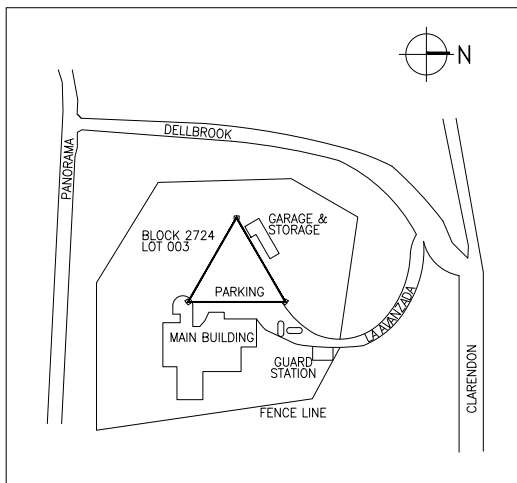 N
DELLBROOK
PANORAMA
GARAGE &
STORAGE
BLOCK 2724
LOT 003
PARKING
LA AVANZADA
MAIN BUILDING
GUARD
STATION
CLARENDON
FENCE LINE